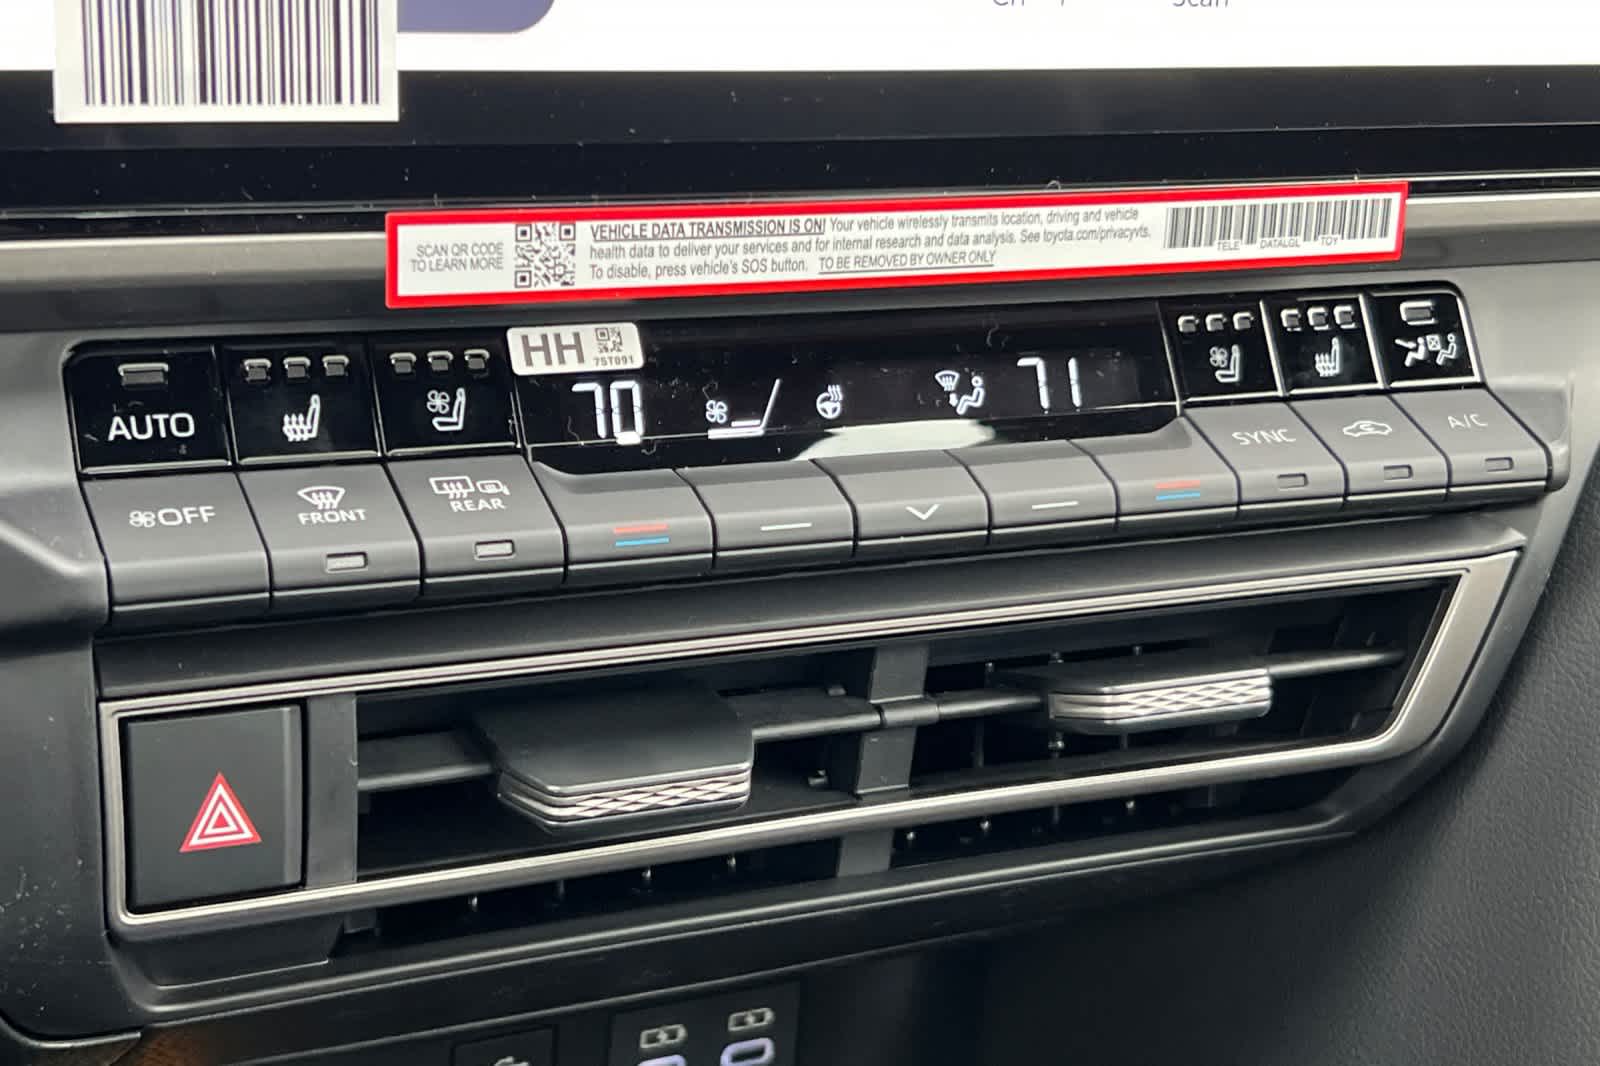 SCAN QR CODE
TO LEARN MORE
VEHICLE DATA TRANSMISSION IS ON! Your vehicle wirelessly transmits location, driving and vehicle
health data to deliver your services and for internal research and data analysis. See toyota.com/privacyvts.
To disable, press vehicle's SOS button. TO BE REMOVED BY OWNER ONLY
TELE DATALGL TOY
HH
75T091
AUTO
70
71
OFF
FRONT
REAR
SYNC
A/C